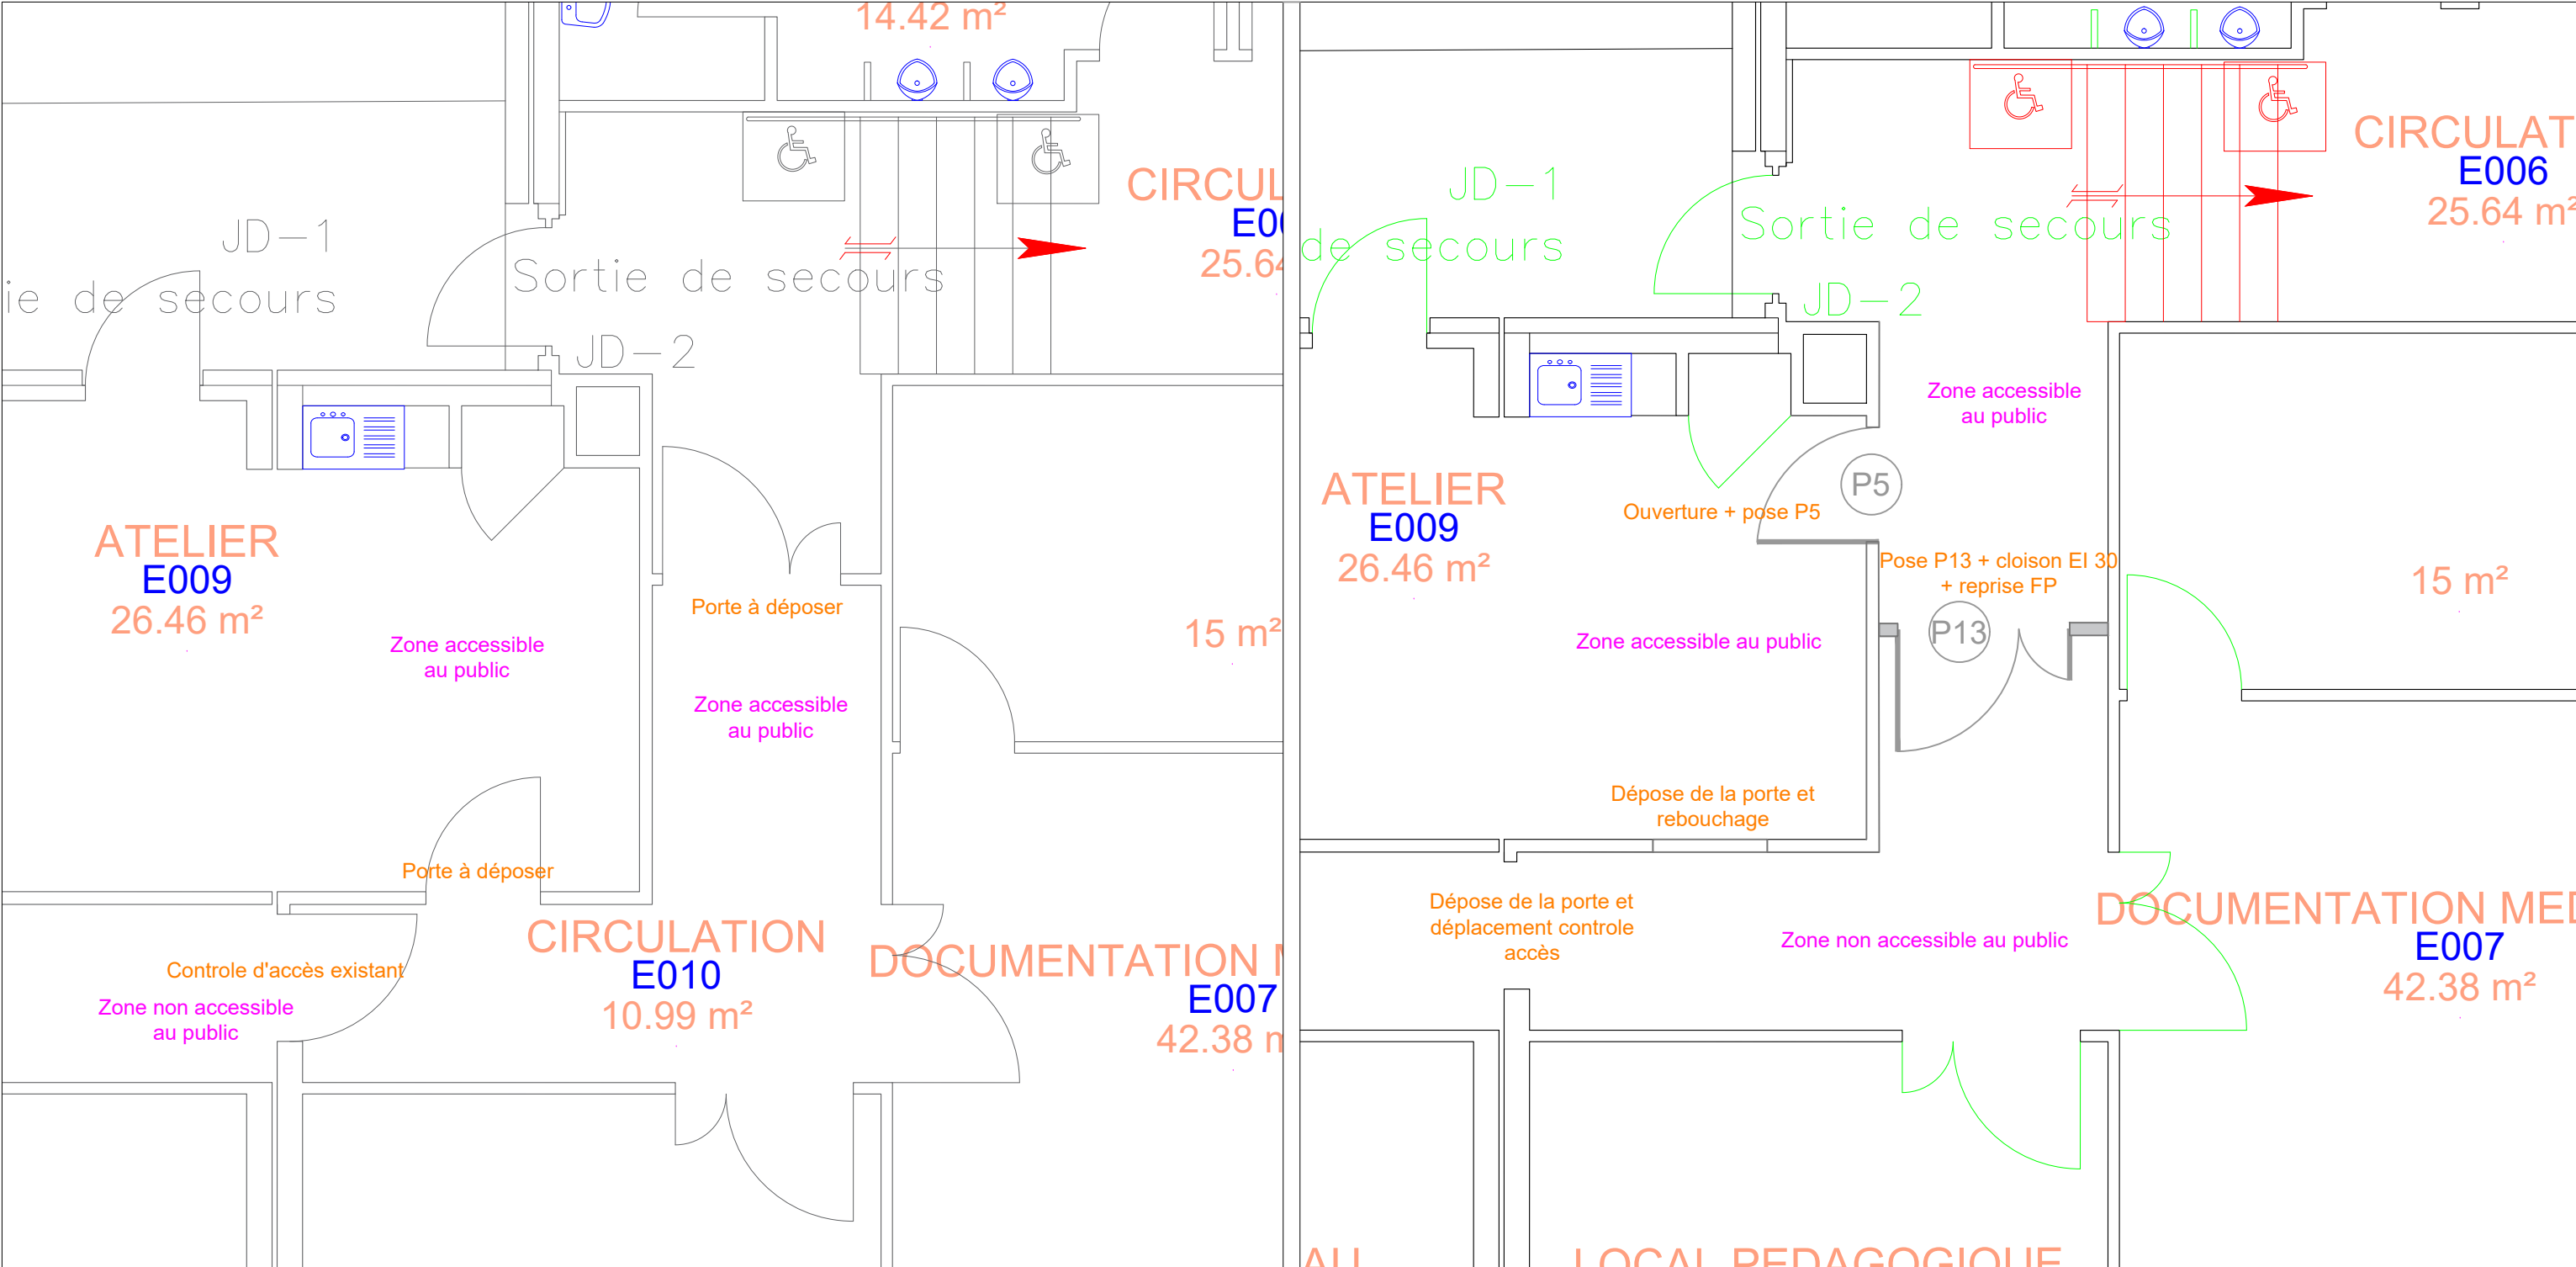 14.42 m²
CIRCUL
E00
25.64
JD-1
ie de secours
Sortie de secours
JD-2
ATELIER
E009
26.46 m²
Porte à déposer
Zone accessible
au public
Zone accessible
au public
15 m²
Porte à déposer
CIRCULATION
E010
10.99 m²
DOCUMENTATION M
E007
42.38 m
Controle d'accès existant
Zone non accessible
au public
CIRCULAT
E006
25.64 m²
JD-1
de secours
Sortie de secours
JD-2
Zone accessible
au public
ATELIER
E009
26.46 m²
P5
Ouverture + pose P5
Pose P13 + cloison EI 30
+ reprise FP
15 m²
P13
Zone accessible au public
Dépose de la porte et
rebouchage
Dépose de la porte et
déplacement controle
accès
Zone non accessible au public
DOCUMENTATION MED
E007
42.38 m²
AU
LOCAL PEDAGOGIQUE